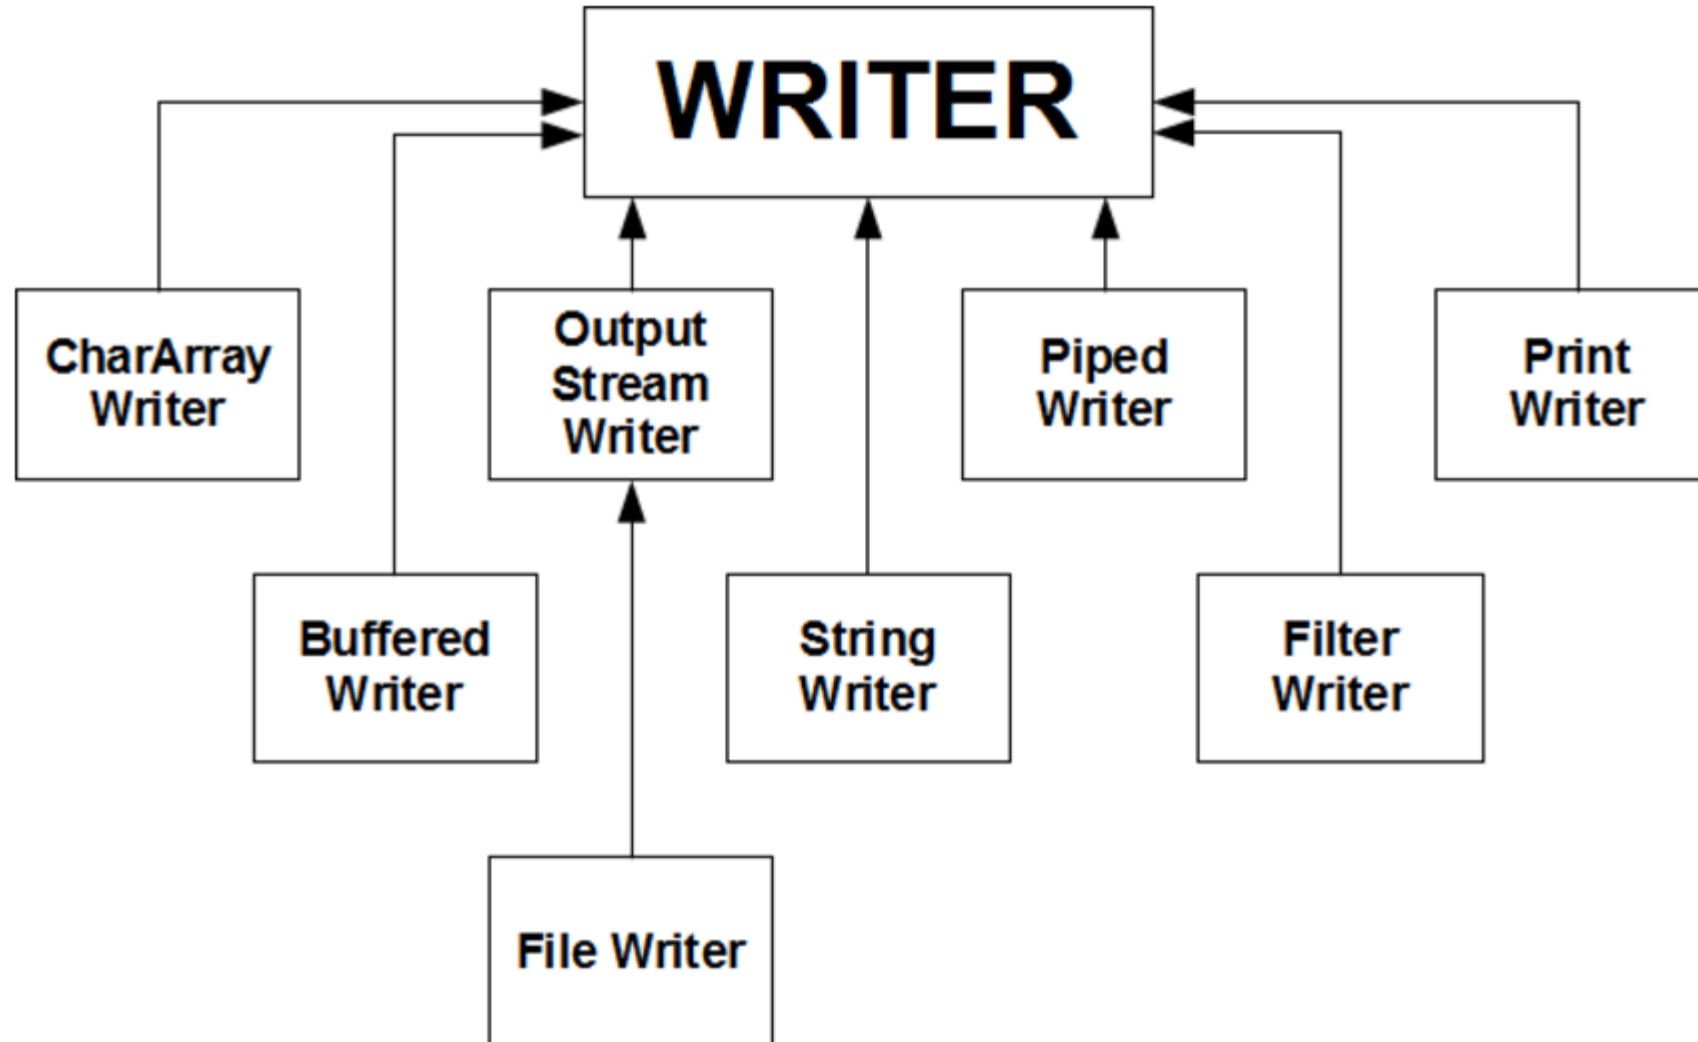 WRITER
CharArray
Writer
Output
Stream
Writer
Piped
Writer
Print
Writer
Buffered
Writer
String
Writer
Filter
Writer
File Writer